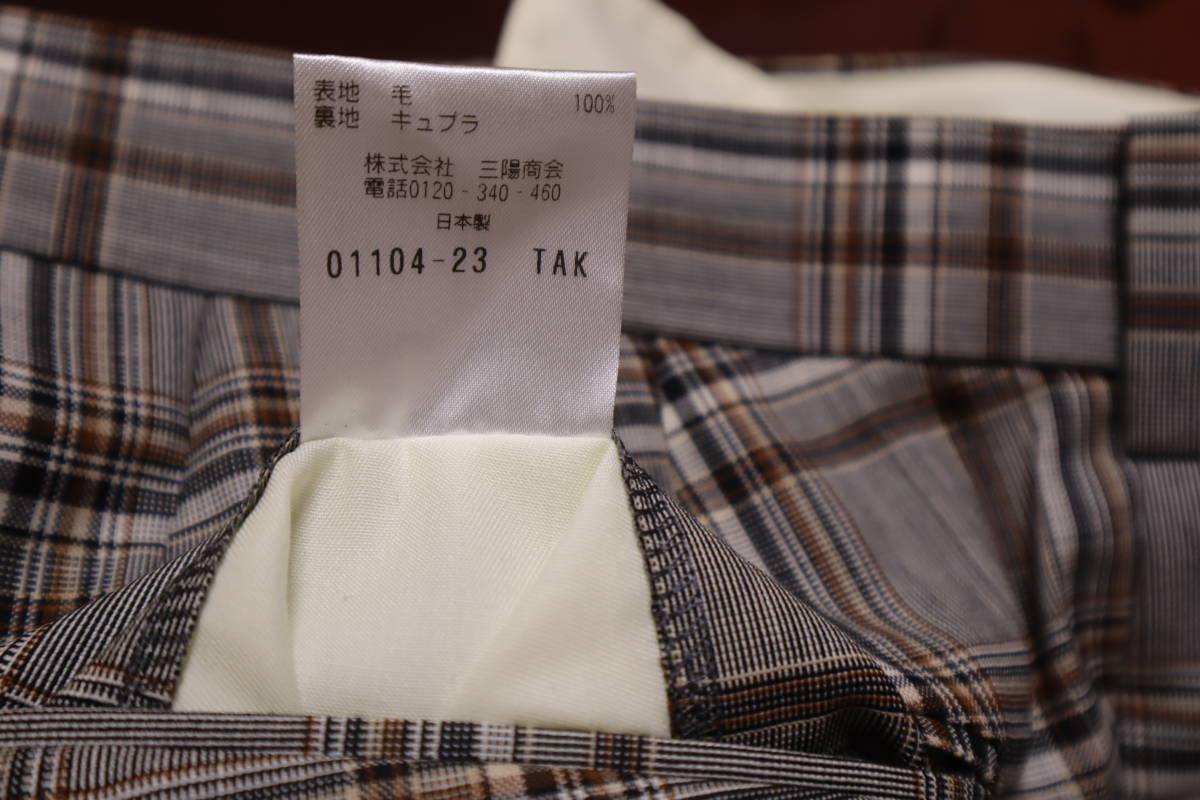 表地 毛 100%
裏地 キュプラ
株式会社 三陽商会
電話0120-340-460
日本製
01104-23 TAK